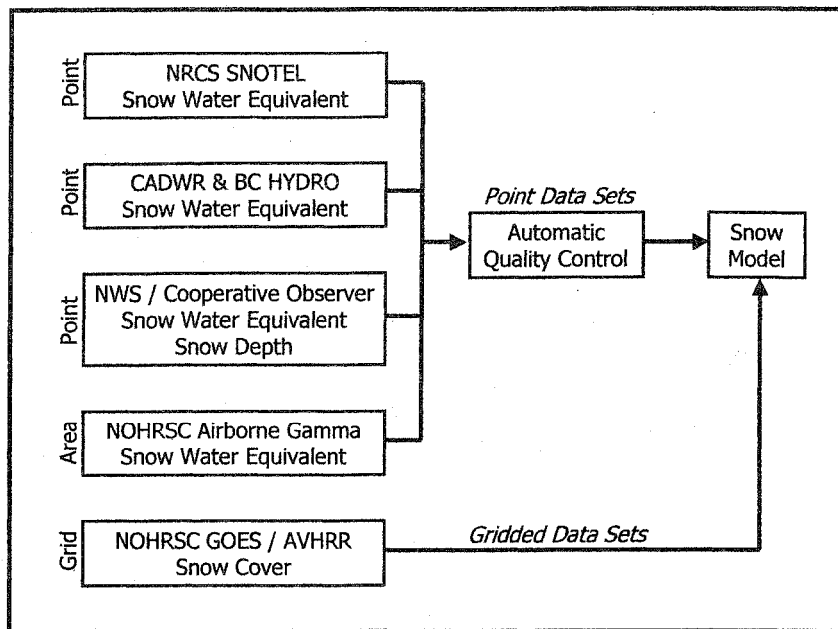 Point
NRCS SNOTEL
Snow Water Equivalent
Point
CADWR & BC HYDRO
Snow Water Equivalent
Point
NWS / Cooperative Observer
Snow Water Equivalent
Snow Depth
Area
NOHRSC Airborne Gamma
Snow Water Equivalent
Grid
NOHRSC GOES / AVHRR
Snow Cover
Point Data Sets
Automatic
Quality Control
Snow
Model
Gridded Data Sets